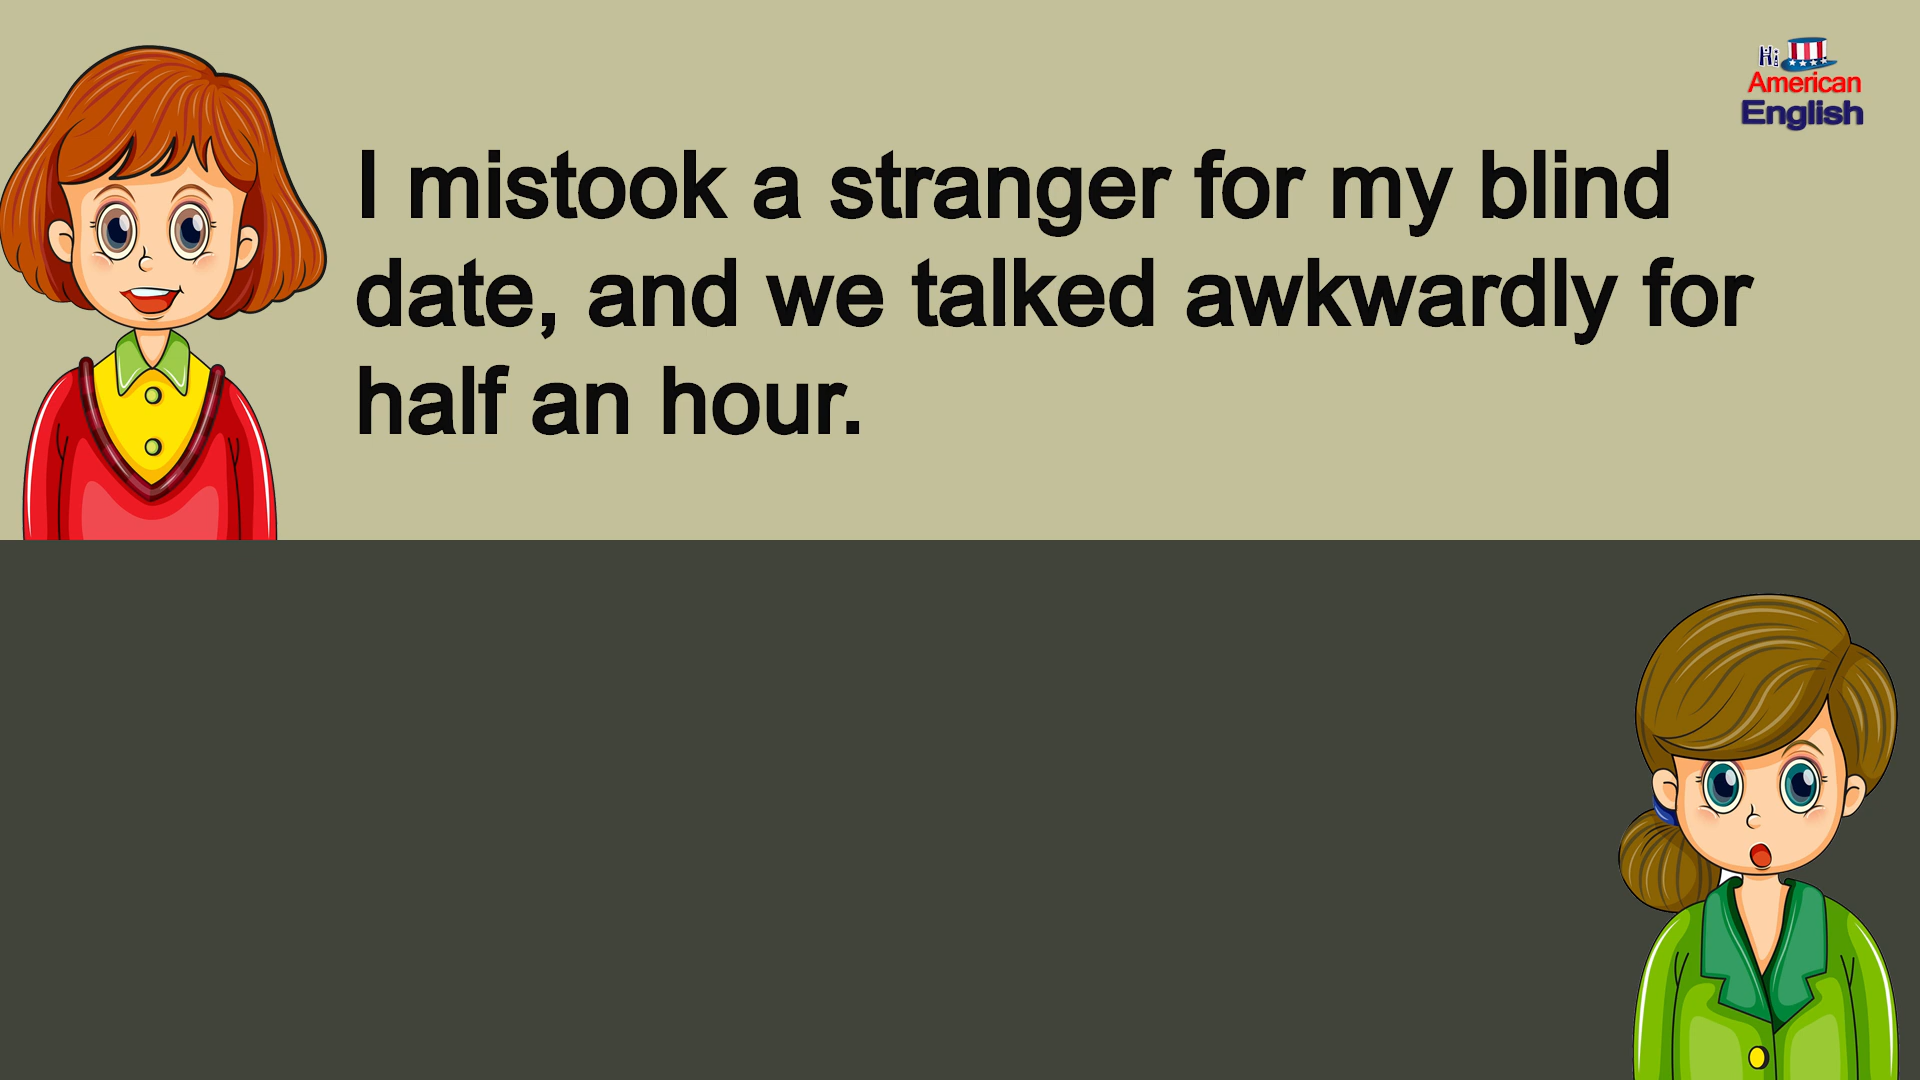 Hi
American
English
I mistook a stranger for my blind
date, and we talked awkwardly for
half an hour.